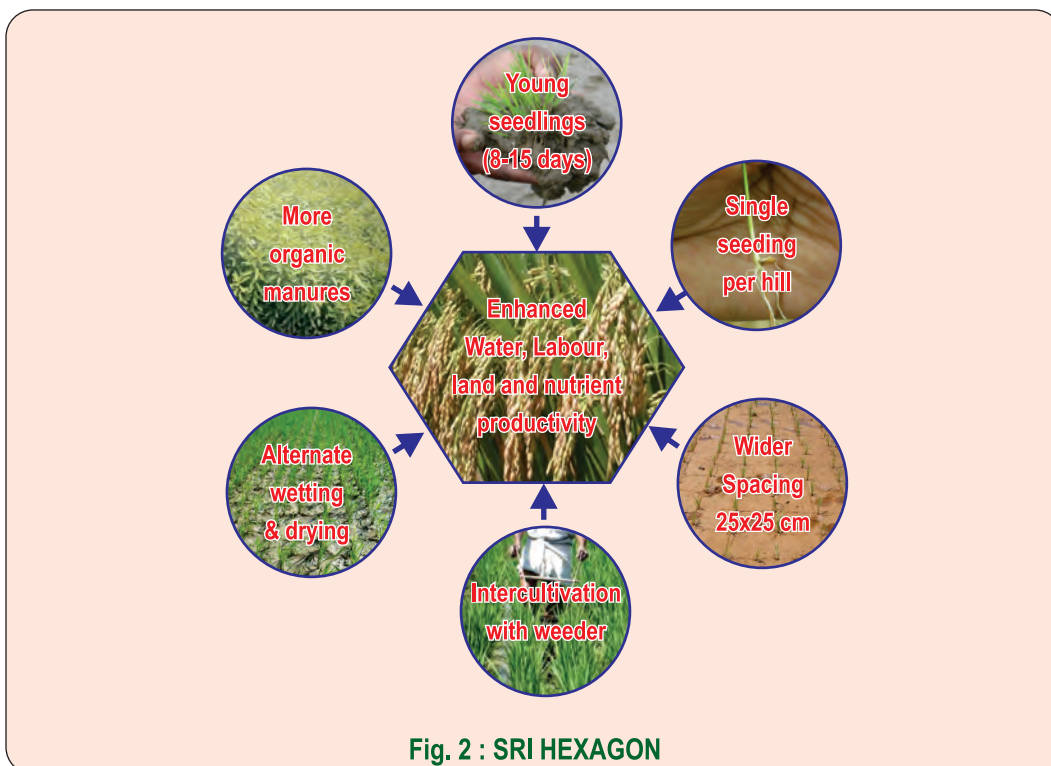 Young
seedlings
(8-15 days)
More
organic
manures
Single
seeding
per hill
Enhanced
Water, Labour,
land and nutrient
productivity
Alternate
wetting
& drying
Wider
Spacing
25x25 cm
Intercultivation
with weeder
Fig. 2 : SRI HEXAGON